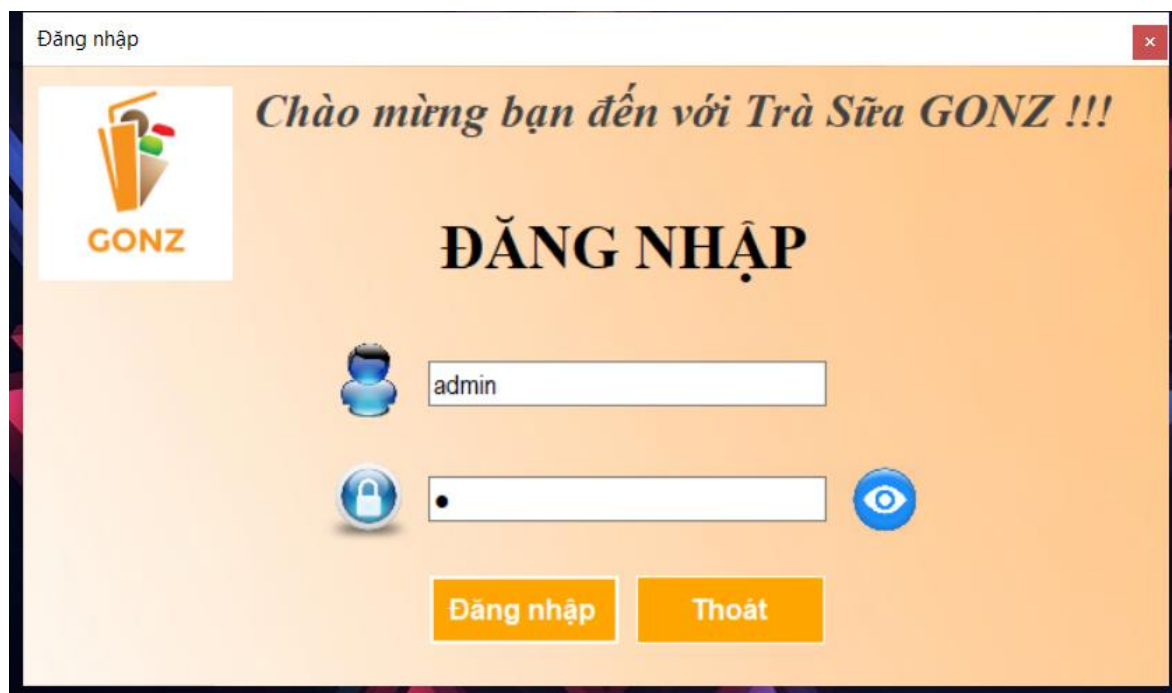 Đăng nhập
Chào mừng bạn đến với Trà Sữa GONZ !!!
GONZ
ĐĂNG NHẬP
admin
●
Đăng nhập
Thoát